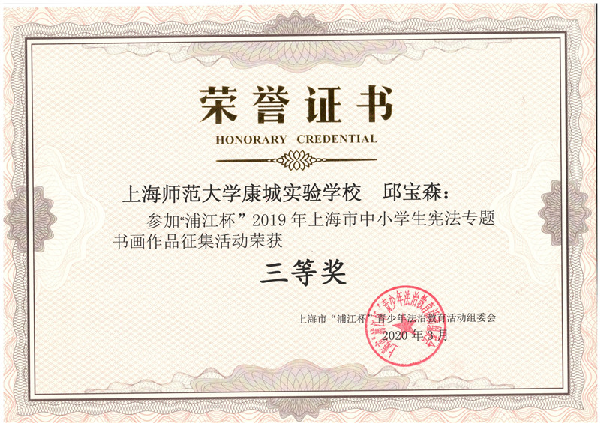 荣誉证书
HONORARY CREDENTIAL
上海师范大学康城实验学校 邱宝森：
参加“浦江杯”2019年上海市中小学生宪法专题
书画作品征集活动荣获
三等奖
上海市“浦江杯”青少年法治教育活动组委会
2020年3月